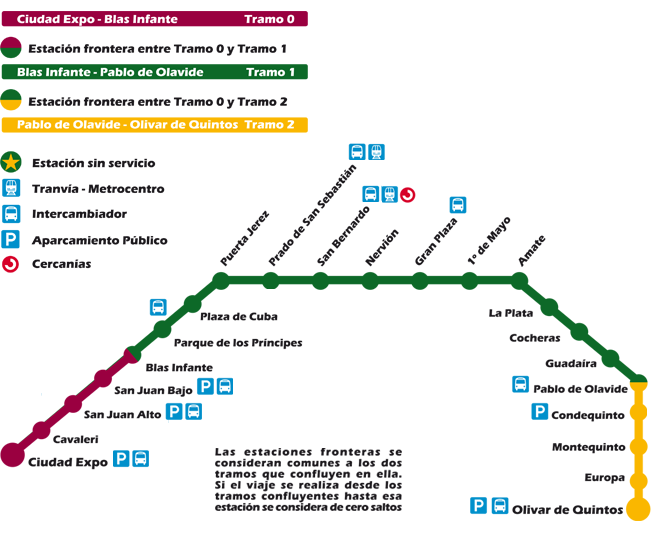 Ciudad Expo - Blas Infante Tramo 0
Estación frontera entre Tramo 0 y Tramo 1
Blas Infante - Pablo de Olavide Tramo 1
Estación frontera entre Tramo 0 y Tramo 2
Pablo de Olavide - Olivar de Quintos Tramo 2
Estación sin servicio
Tranvía - Metrocentro
Intercambiador
P Aparcamiento Público
Cercanías
Puerta Jerez
Prado de San Sebastián
San Bernardo
Nervión
Gran Plaza
1º de Mayo
Amate
Plaza de Cuba
Parque de los Príncipes
Blas Infante
San Juan Bajo P
San Juan Alto P
Cavaleri
Ciudad Expo P
La Plata
Cocheras
Guadaíra
Pablo de Olavide
P Condequinto
Montequinto
Europa
P Olivar de Quintos
Las estaciones fronteras se
consideran comunes a los dos
tramos que confluyen en ella.
Si el viaje se realiza desde los
tramos confluyentes hasta esa
estación se considera de cero saltos